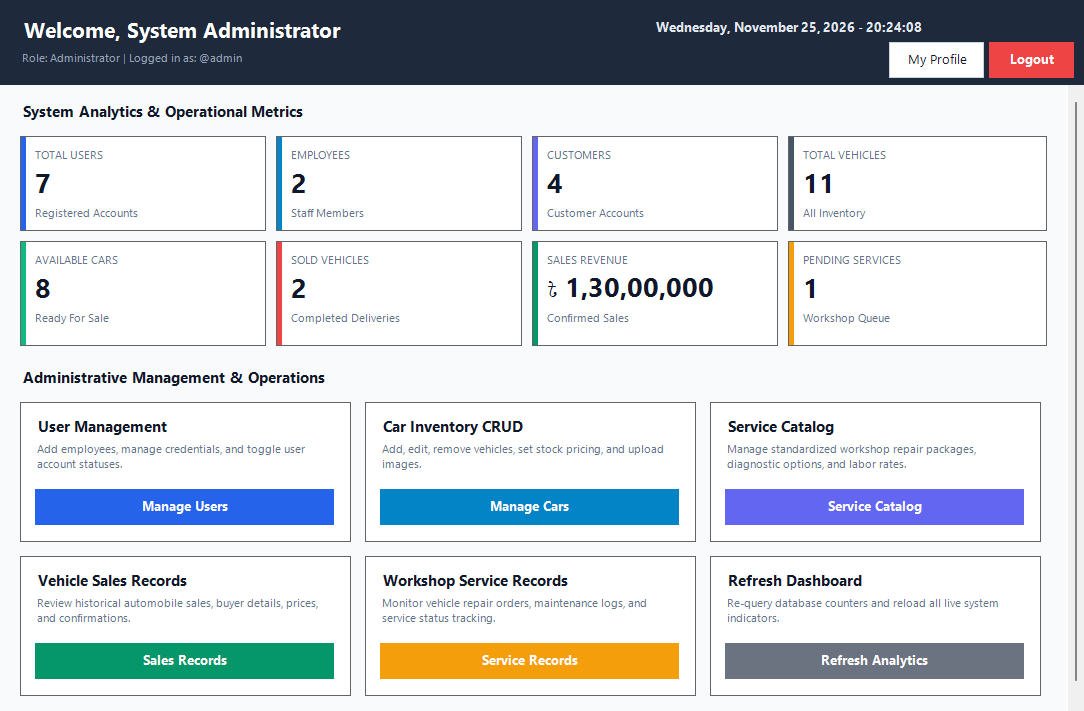 Welcome, System Administrator
Wednesday, November 25, 2026 - 20:24:08
Role: Administrator | Logged in as: @admin
My Profile
Logout
System Analytics & Operational Metrics
TOTAL USERS
7
Registered Accounts
EMPLOYEES
2
Staff Members
CUSTOMERS
4
Customer Accounts
TOTAL VEHICLES
11
All Inventory
AVAILABLE CARS
8
Ready For Sale
SOLD VEHICLES
2
Completed Deliveries
SALES REVENUE
৳ 1,30,00,000
Confirmed Sales
PENDING SERVICES
1
Workshop Queue
Administrative Management & Operations
User Management
Add employees, manage credentials, and toggle user
account statuses.
Manage Users
Car Inventory CRUD
Add, edit, remove vehicles, set stock pricing, and upload
images.
Manage Cars
Service Catalog
Manage standardized workshop repair packages,
diagnostic options, and labor rates.
Service Catalog
Vehicle Sales Records
Review historical automobile sales, buyer details, prices,
and confirmations.
Sales Records
Workshop Service Records
Monitor vehicle repair orders, maintenance logs, and
service status tracking.
Service Records
Refresh Dashboard
Re-query database counters and reload all live system
indicators.
Refresh Analytics